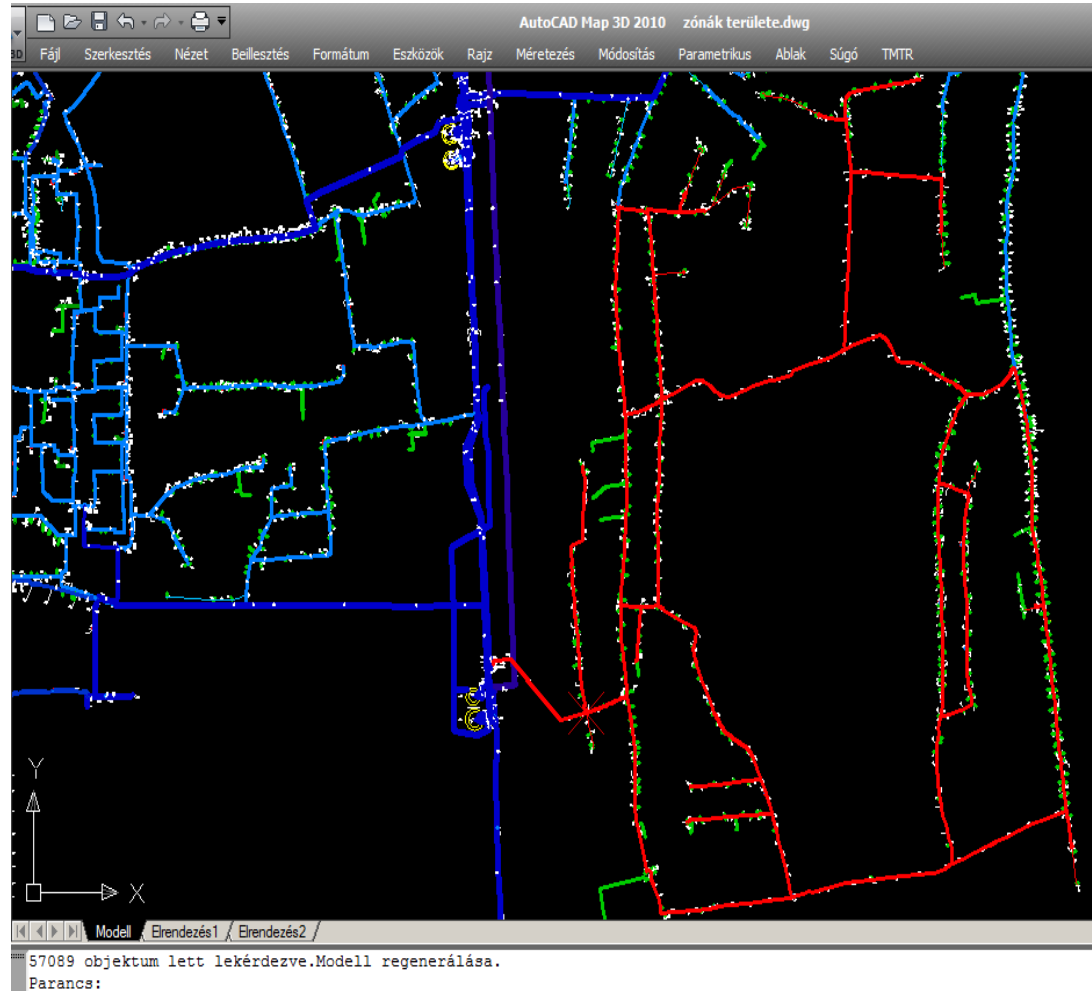 AutoCAD Map 3D 2010 zónák területe.dwg
3D Fájl Szerkesztés Nézet Beillesztés Formátum Eszközök Rajz Méretezés Módosítás Parametrikus Ablak Súgó TMTR
Y
X
Modell Elrendezés1 Elrendezés2
57089 objektum lett lekérdezve.Modell regenerálása.
Parancs: